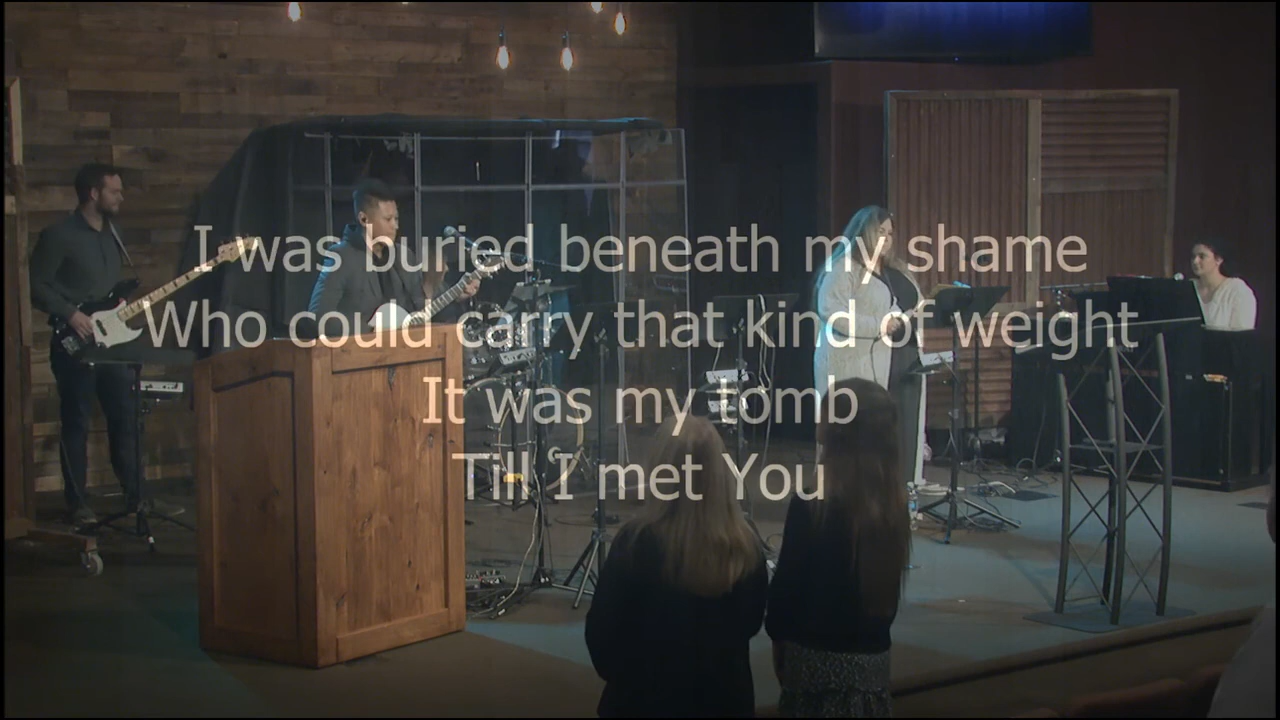 I was buried beneath my shame
Who could carry that kind of weight
It was my tomb
Till I met You